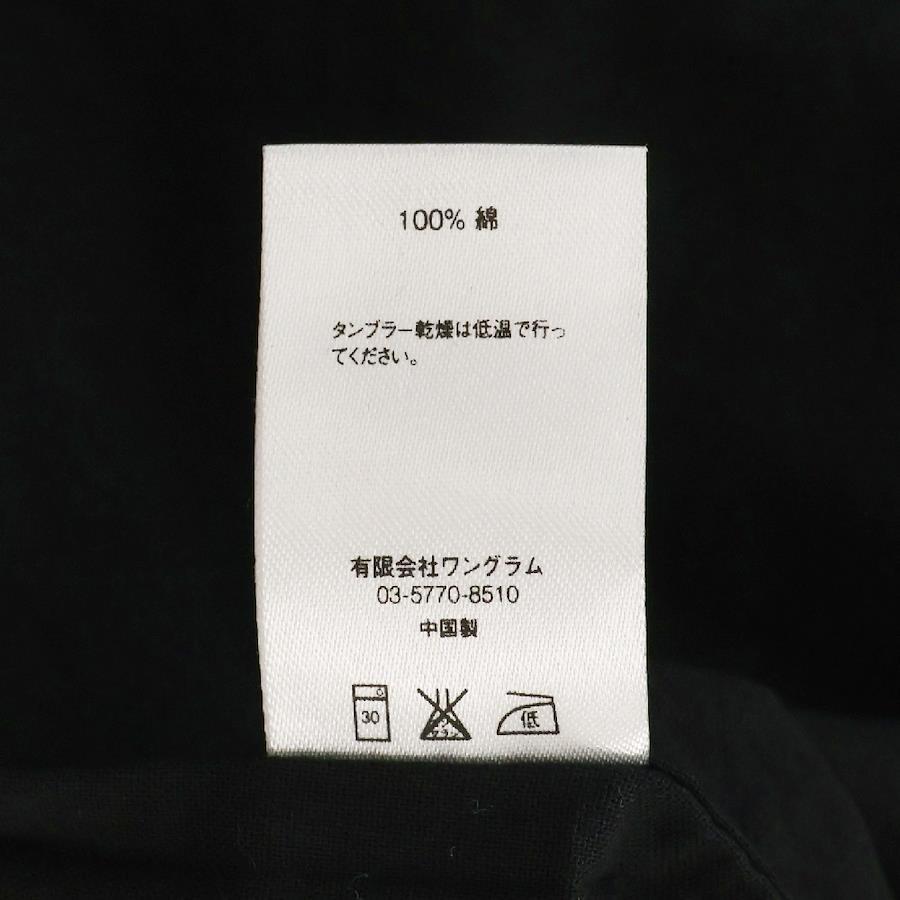 100% 綿
タンブラー乾燥は低温で行っ
てください。
有限会社ワングラム
03-5770-8510
中国製
30
低